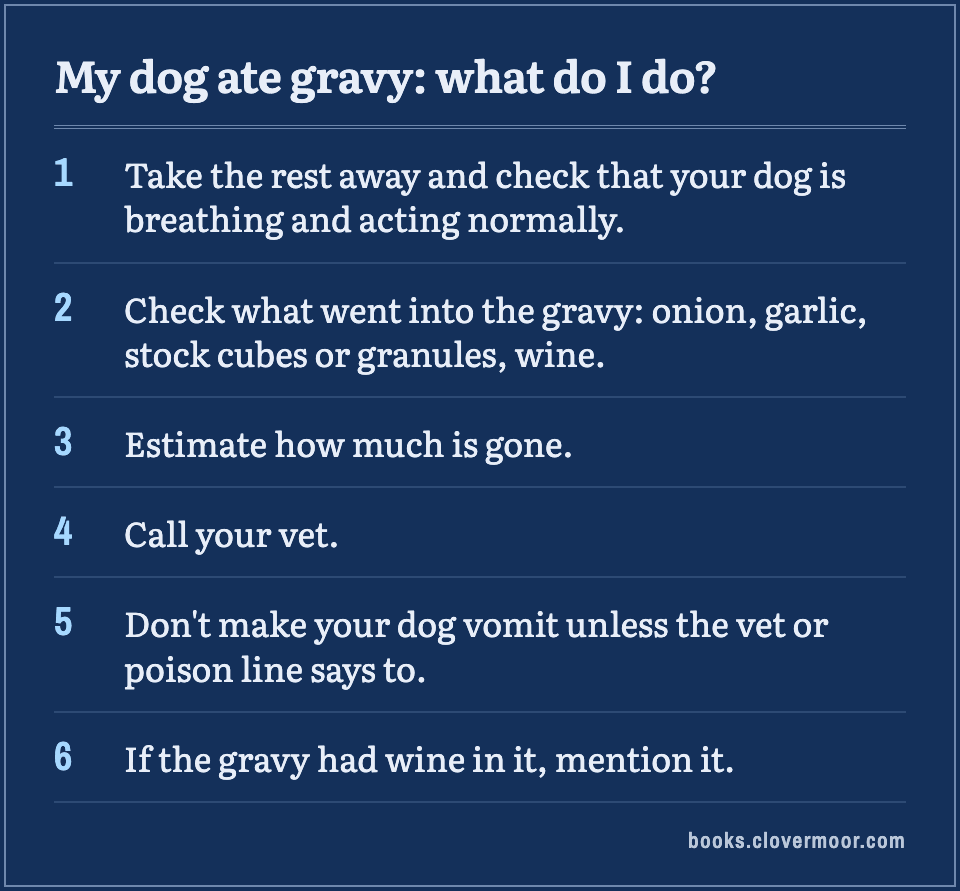 My dog ate gravy: what do I do?
1
Take the rest away and check that your dog is
breathing and acting normally.
2
Check what went into the gravy: onion, garlic,
stock cubes or granules, wine.
3
Estimate how much is gone.
4
Call your vet.
5
Don't make your dog vomit unless the vet or
poison line says to.
6
If the gravy had wine in it, mention it.
books.clovermoor.com